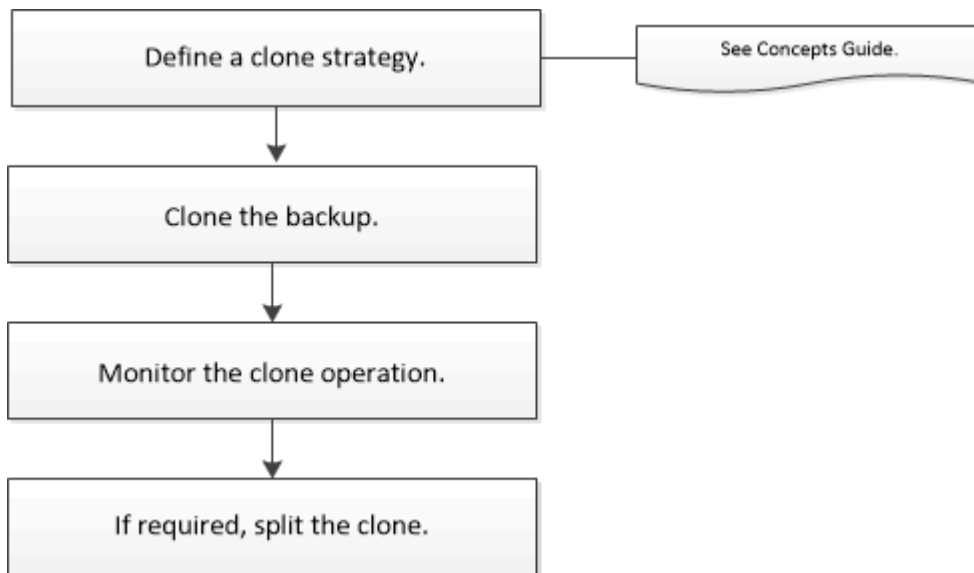 Define a clone strategy.
See Concepts Guide.
Clone the backup.
Monitor the clone operation.
If required, split the clone.